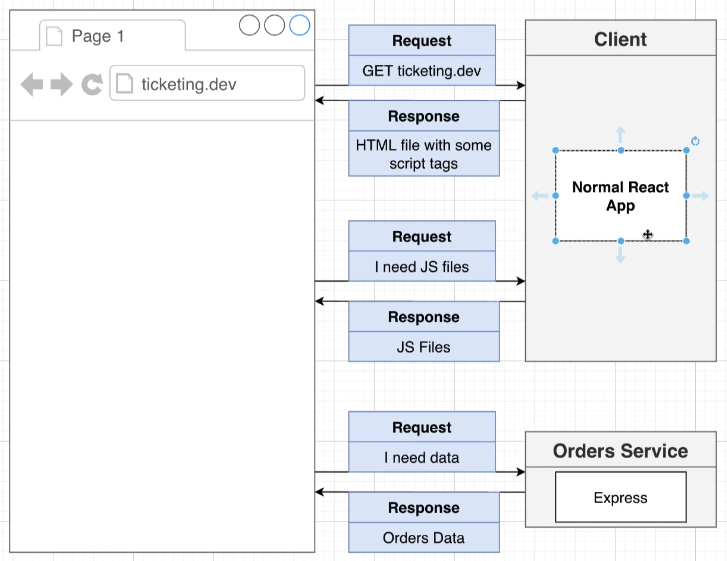 Page 1
ticketing.dev
Request
GET ticketing.dev
Response
HTML file with some
script tags
Request
I need JS files
Response
JS Files
Request
I need data
Response
Orders Data
Client
Normal React
App
Orders Service
Express